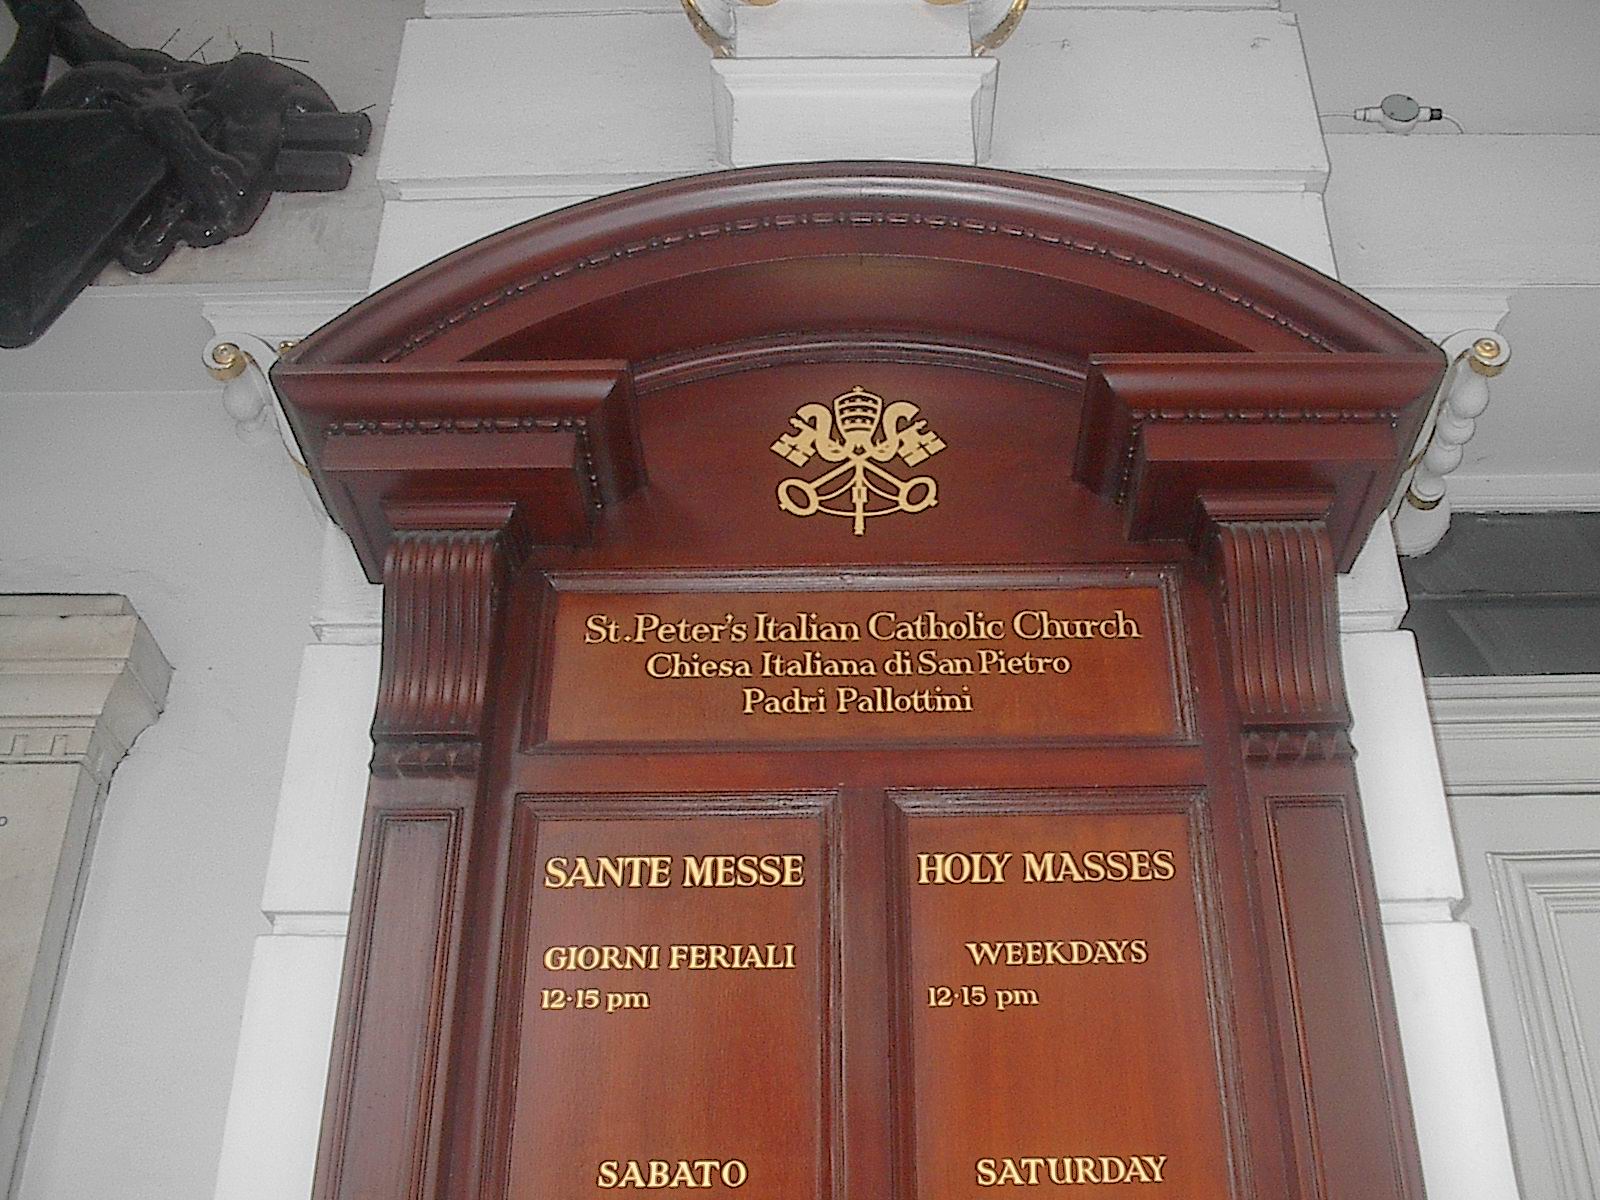 St. Peter's Italian Catholic Church
Chiesa Italiana di San Pietro
Padri Pallottini
SANTE MESSE
GIORNI FERIALI
12·15 pm
SABATO
HOLY MASSES
WEEKDAYS
12·15 pm
SATURDAY